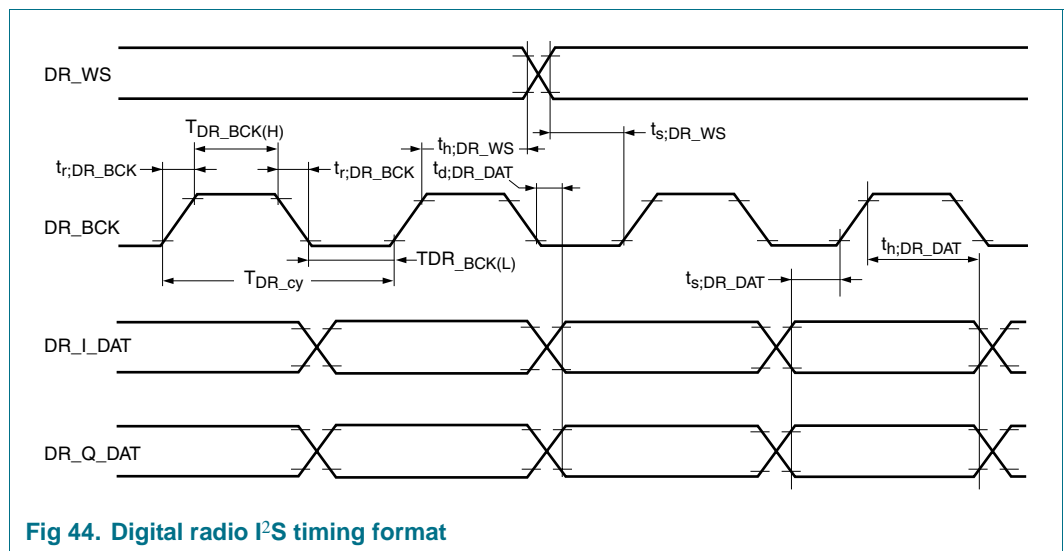 DR_WS
T_DR_BCK(H)
t_s;DR_WS
t_h;DR_WS
t_r;DR_BCK
t_r;DR_BCK
t_d;DR_DAT
DR_BCK
TDR_BCK(L)
t_h;DR_DAT
T_DR_cy
t_s;DR_DAT
DR_I_DAT
DR_Q_DAT
Fig 44. Digital radio I²S timing format